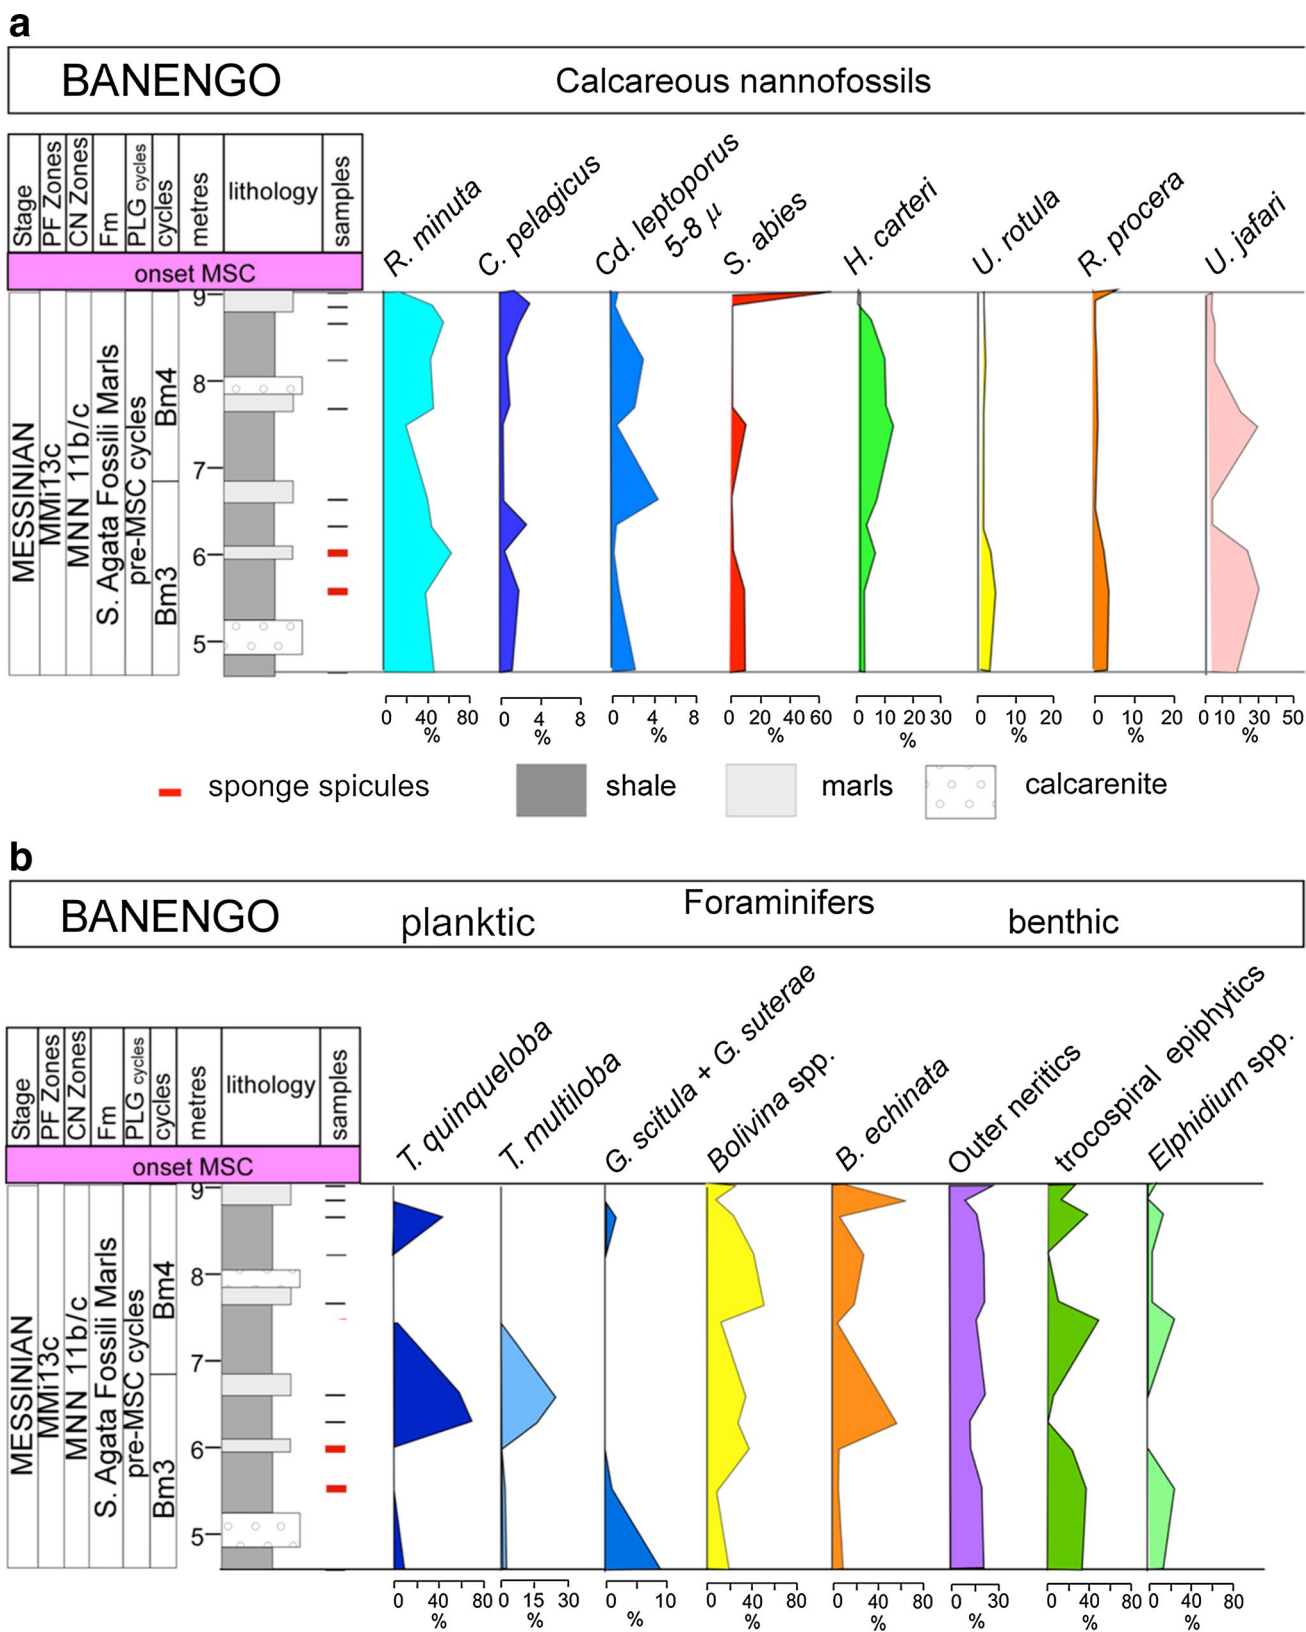 a
BANENGO Calcareous nannofossils
Stage PF Zones CN Zones Fm PLG cycles cycles metres lithology samples
R. minuta C. pelagicus Cd. leptoporus 5-8 μ S. abies H. carteri U. rotula R. procera U. jafari
onset MSC
MESSINIAN MMi13c MNN 11b/c S. Agata Fossili Marls pre-MSC cycles Bm4 Bm3
9
8
7
6
5
0 40 80 0 4 8 0 4 8 0 20 40 60 0 10 20 30 0 10 20 0 10 20 0 10 30 50
% % % % % % % %
sponge spicules shale marls calcarenite
b
BANENGO planktic Foraminifers benthic
Stage PF Zones CN Zones Fm PLG cycles cycles metres lithology samples
T. quinqueloba T. multiloba G. scitula + G. suterae Bolivina spp. B. echinata Outer neritics trocospiral epiphytics Elphidium spp.
onset MSC
MESSINIAN MMi13c MNN 11b/c S. Agata Fossili Marls pre-MSC cycles Bm4 Bm3
9
8
7
6
5
0 40 80 0 15 30 0 10 0 40 80 0 40 80 0 30 0 40 80 0 40 80
% % % % % % % %